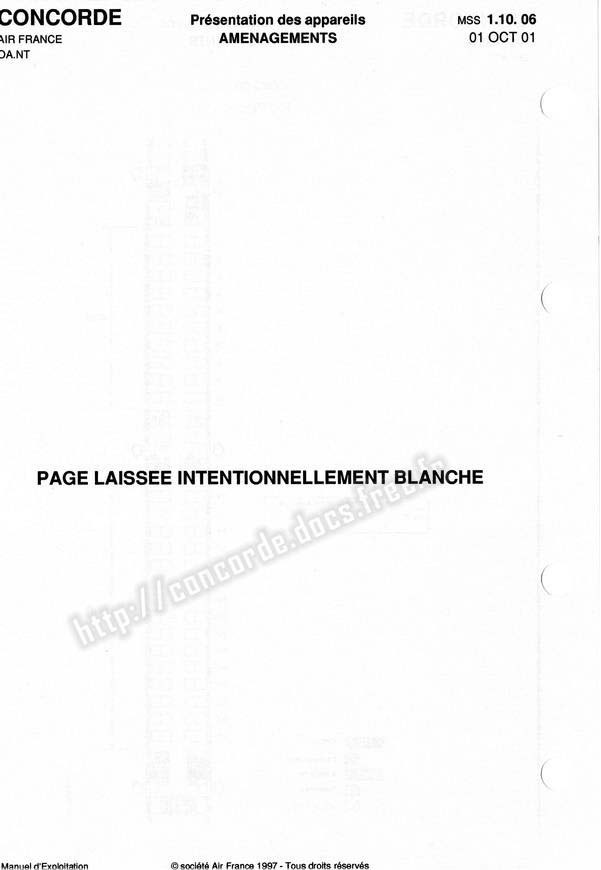 CONCORDE
AIR FRANCE
OA.NT
Présentation des appareils
AMENAGEMENTS
MSS 1.10. 06
01 OCT 01
PAGE LAISSEE INTENTIONNELLEMENT BLANCHE
http://concorde.docs.free.fr
Manuel d'Exploitation
© société Air France 1997 - Tous droits réservés